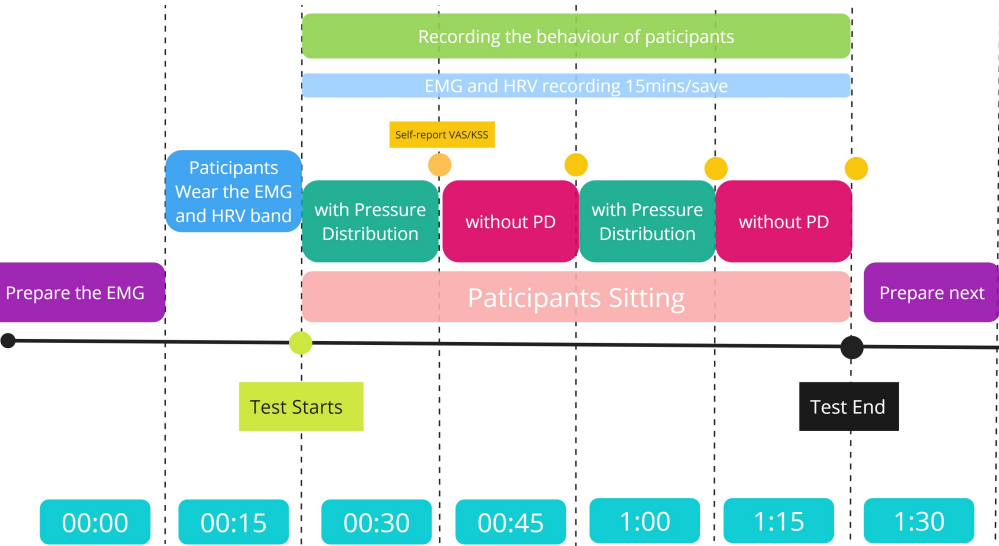 Recording the behaviour of paticipants
EMG and HRV recording 15mins/save
Self-report VAS/KSS
Paticipants
Wear the EMG
and HRV band
with Pressure
Distribution
without PD
with Pressure
Distribution
without PD
Prepare the EMG
Paticipants Sitting
Prepare next
Test Starts
Test End
00:00
00:15
00:30
00:45
1:00
1:15
1:30